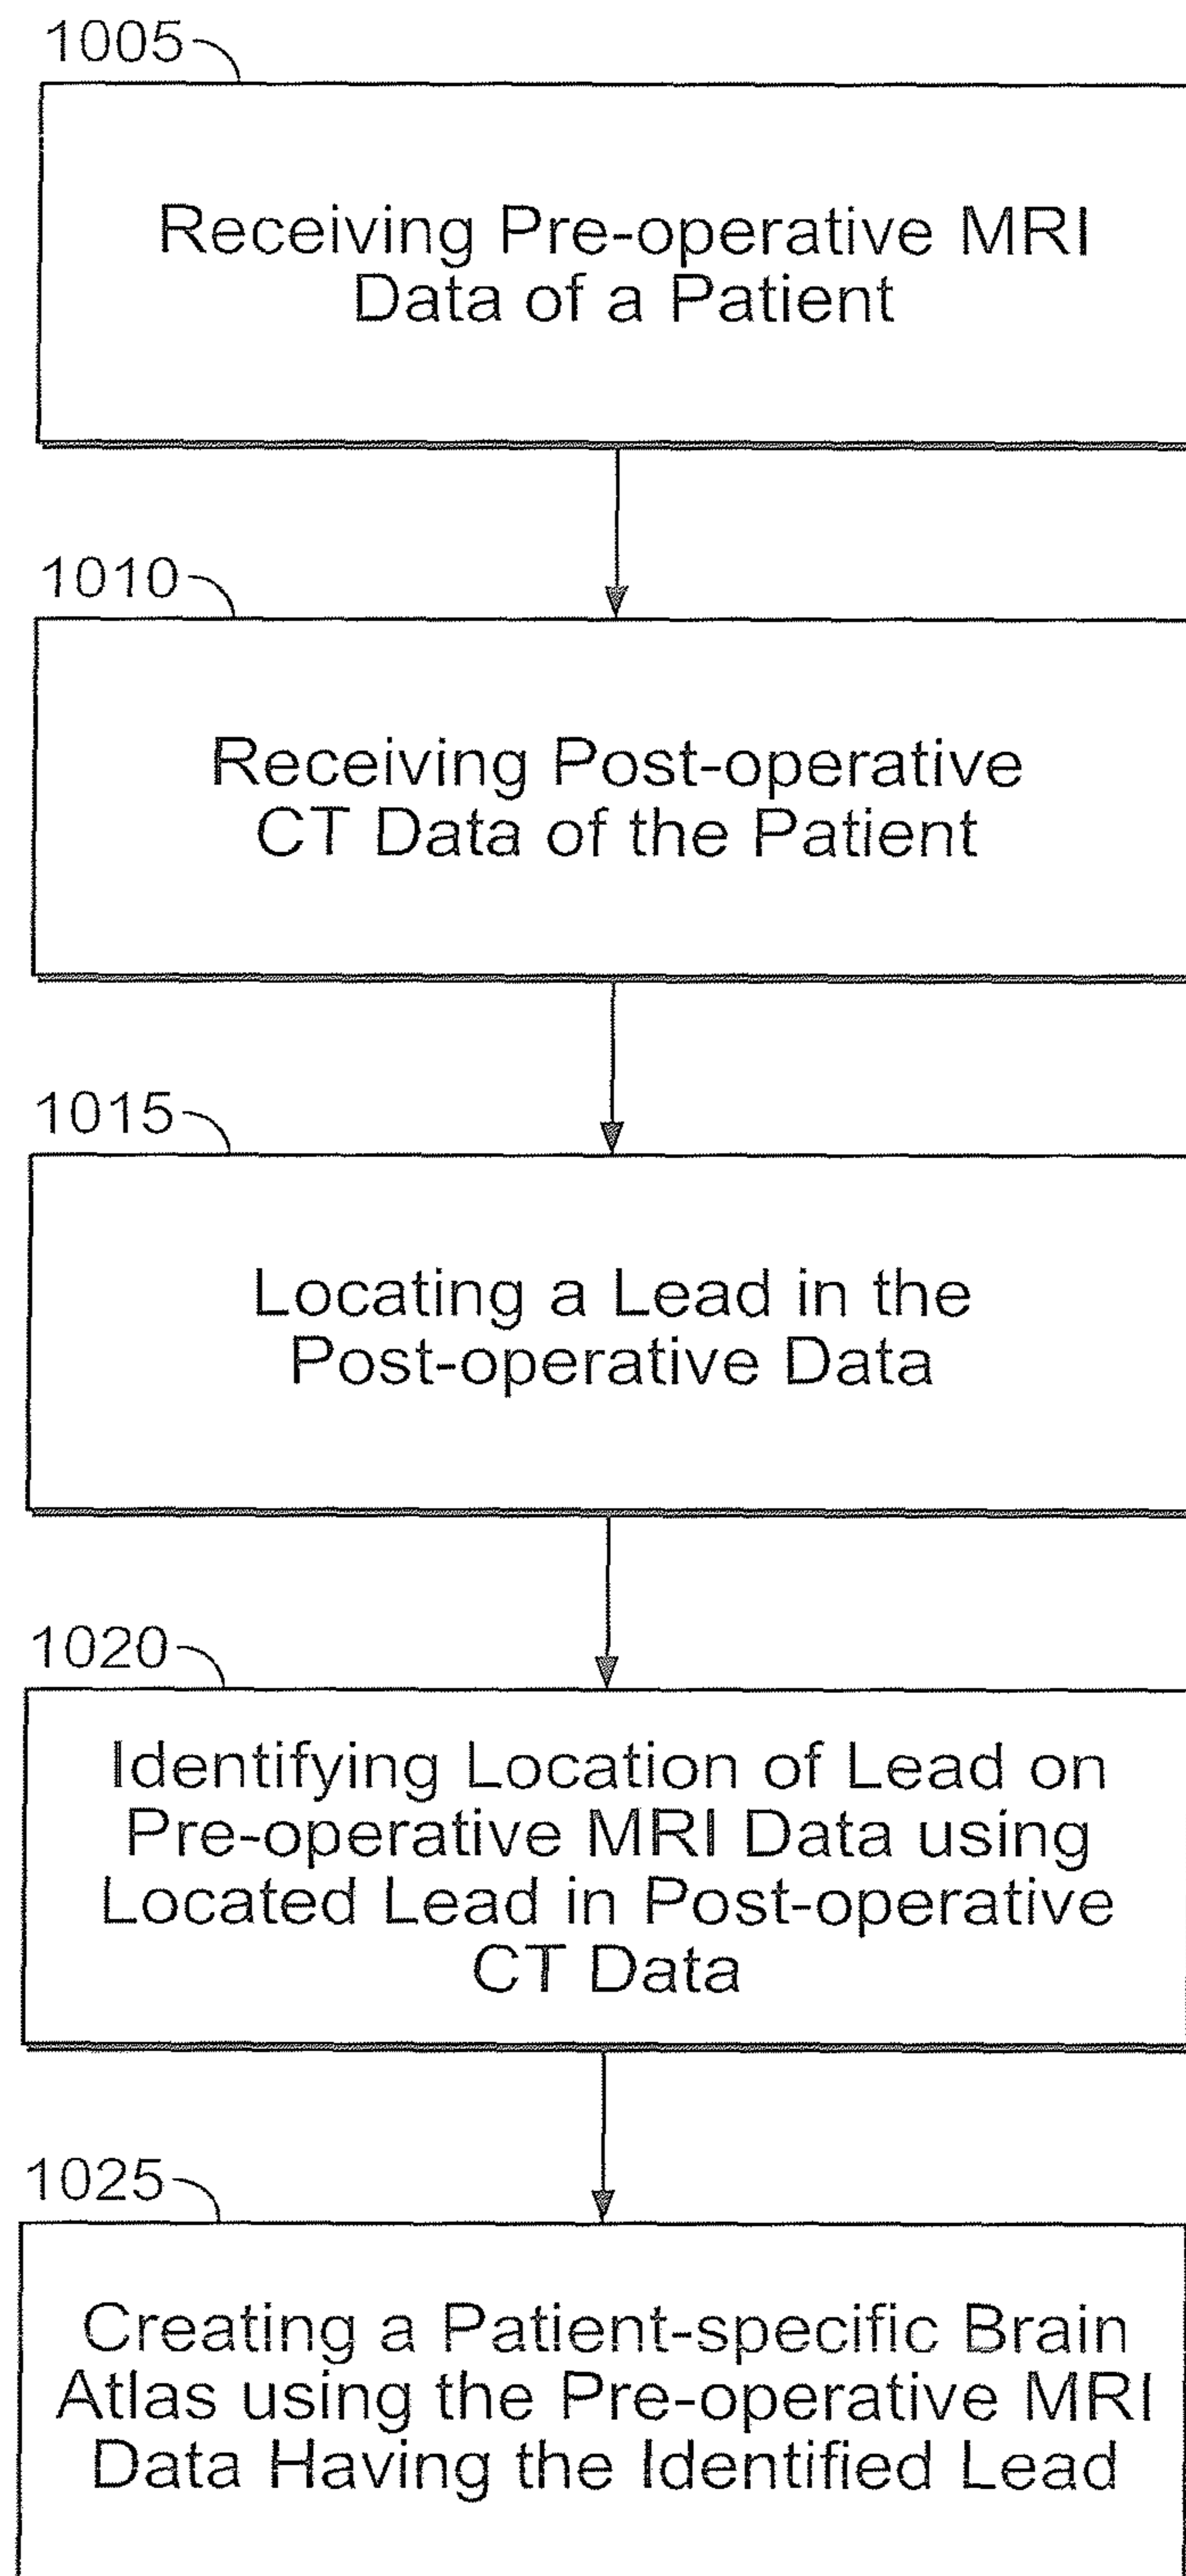 1005
Receiving Pre-operative MRI
Data of a Patient
1010
Receiving Post-operative
CT Data of the Patient
1015
Locating a Lead in the
Post-operative Data
1020
Identifying Location of Lead on
Pre-operative MRI Data using
Located Lead in Post-operative
CT Data
1025
Creating a Patient-specific Brain
Atlas using the Pre-operative MRI
Data Having the Identified Lead